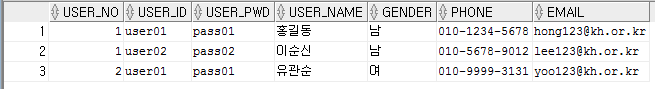 USER_NO USER_ID USER_PWD USER_NAME GENDER PHONE EMAIL
1 1 user01 pass01 홍길동 남 010-1234-5678 hong123@kh.or.kr
2 1 user02 pass02 이순신 남 010-5678-9012 lee123@kh.or.kr
3 2 user01 pass01 유관순 여 010-9999-3131 yoo123@kh.or.kr